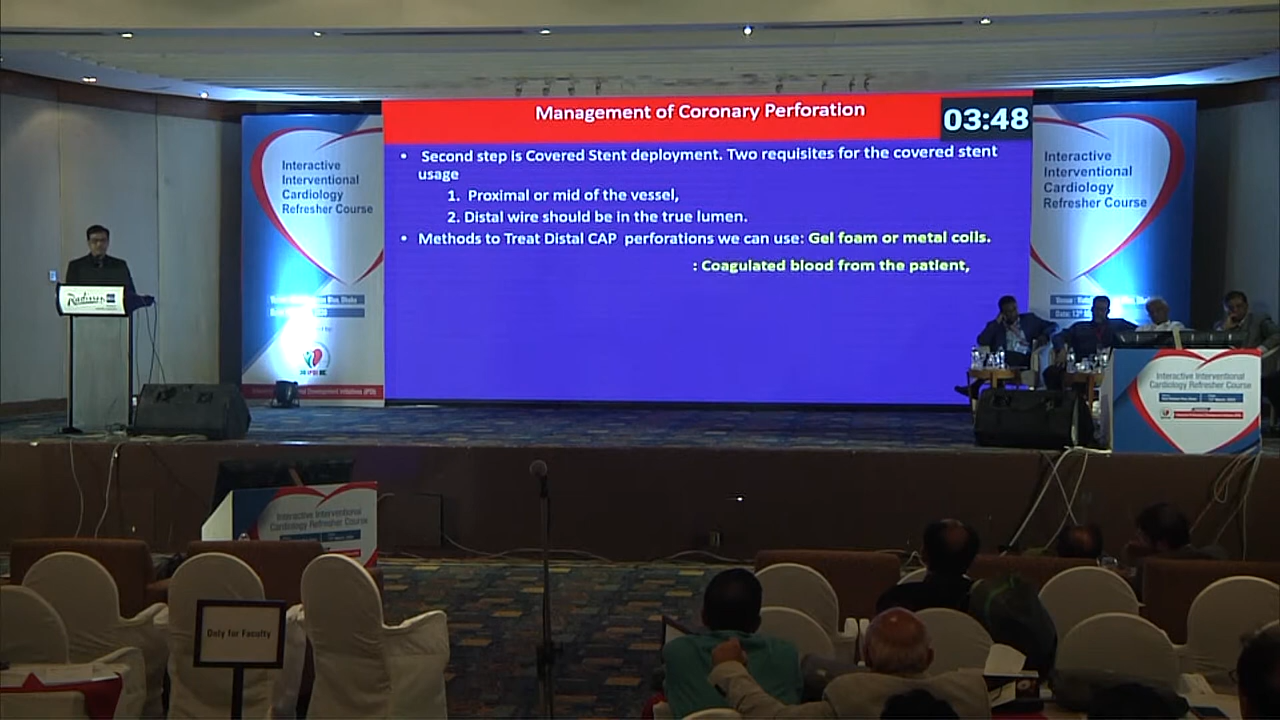 Management of Coronary Perforation
03:48
• Second step is Covered Stent deployment. Two requisites for the covered stent
usage
1. Proximal or mid of the vessel,
2. Distal wire should be in the true lumen.
• Methods to Treat Distal CAP perforations we can use: Gel foam or metal coils.
: Coagulated blood from the patient,
Interactive
Interventional
Cardiology
Refresher Course
Interactive
Interventional
Cardiology
Refresher Course
Radisson
Interactive Interventional
Cardiology Refresher Course
Interactive Interventional
Cardiology Refresher Course
Only for Faculty